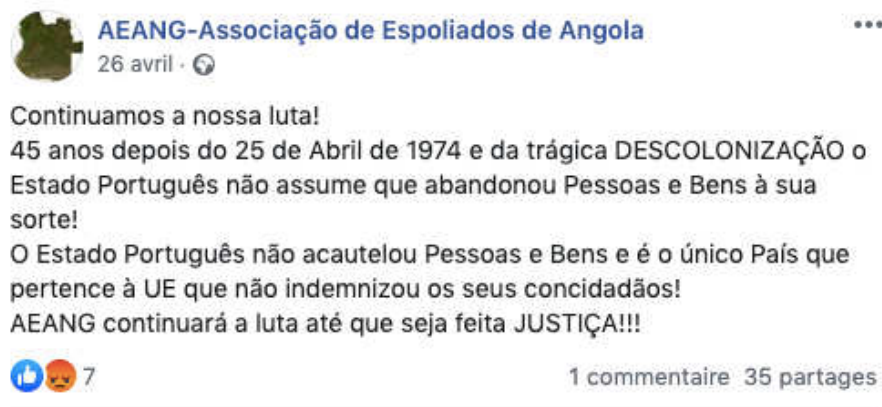 AEANG-Associação de Espoliados de Angola
26 avril ·
Continuamos a nossa luta!
45 anos depois do 25 de Abril de 1974 e da trágica DESCOLONIZAÇÃO o
Estado Português não assume que abandonou Pessoas e Bens à sua
sorte!
O Estado Português não acautelou Pessoas e Bens e é o único País que
pertence à UE que não indemnizou os seus concidadãos!
AEANG continuará a luta até que seja feita JUSTIÇA!!!
7 1 commentaire 35 partages